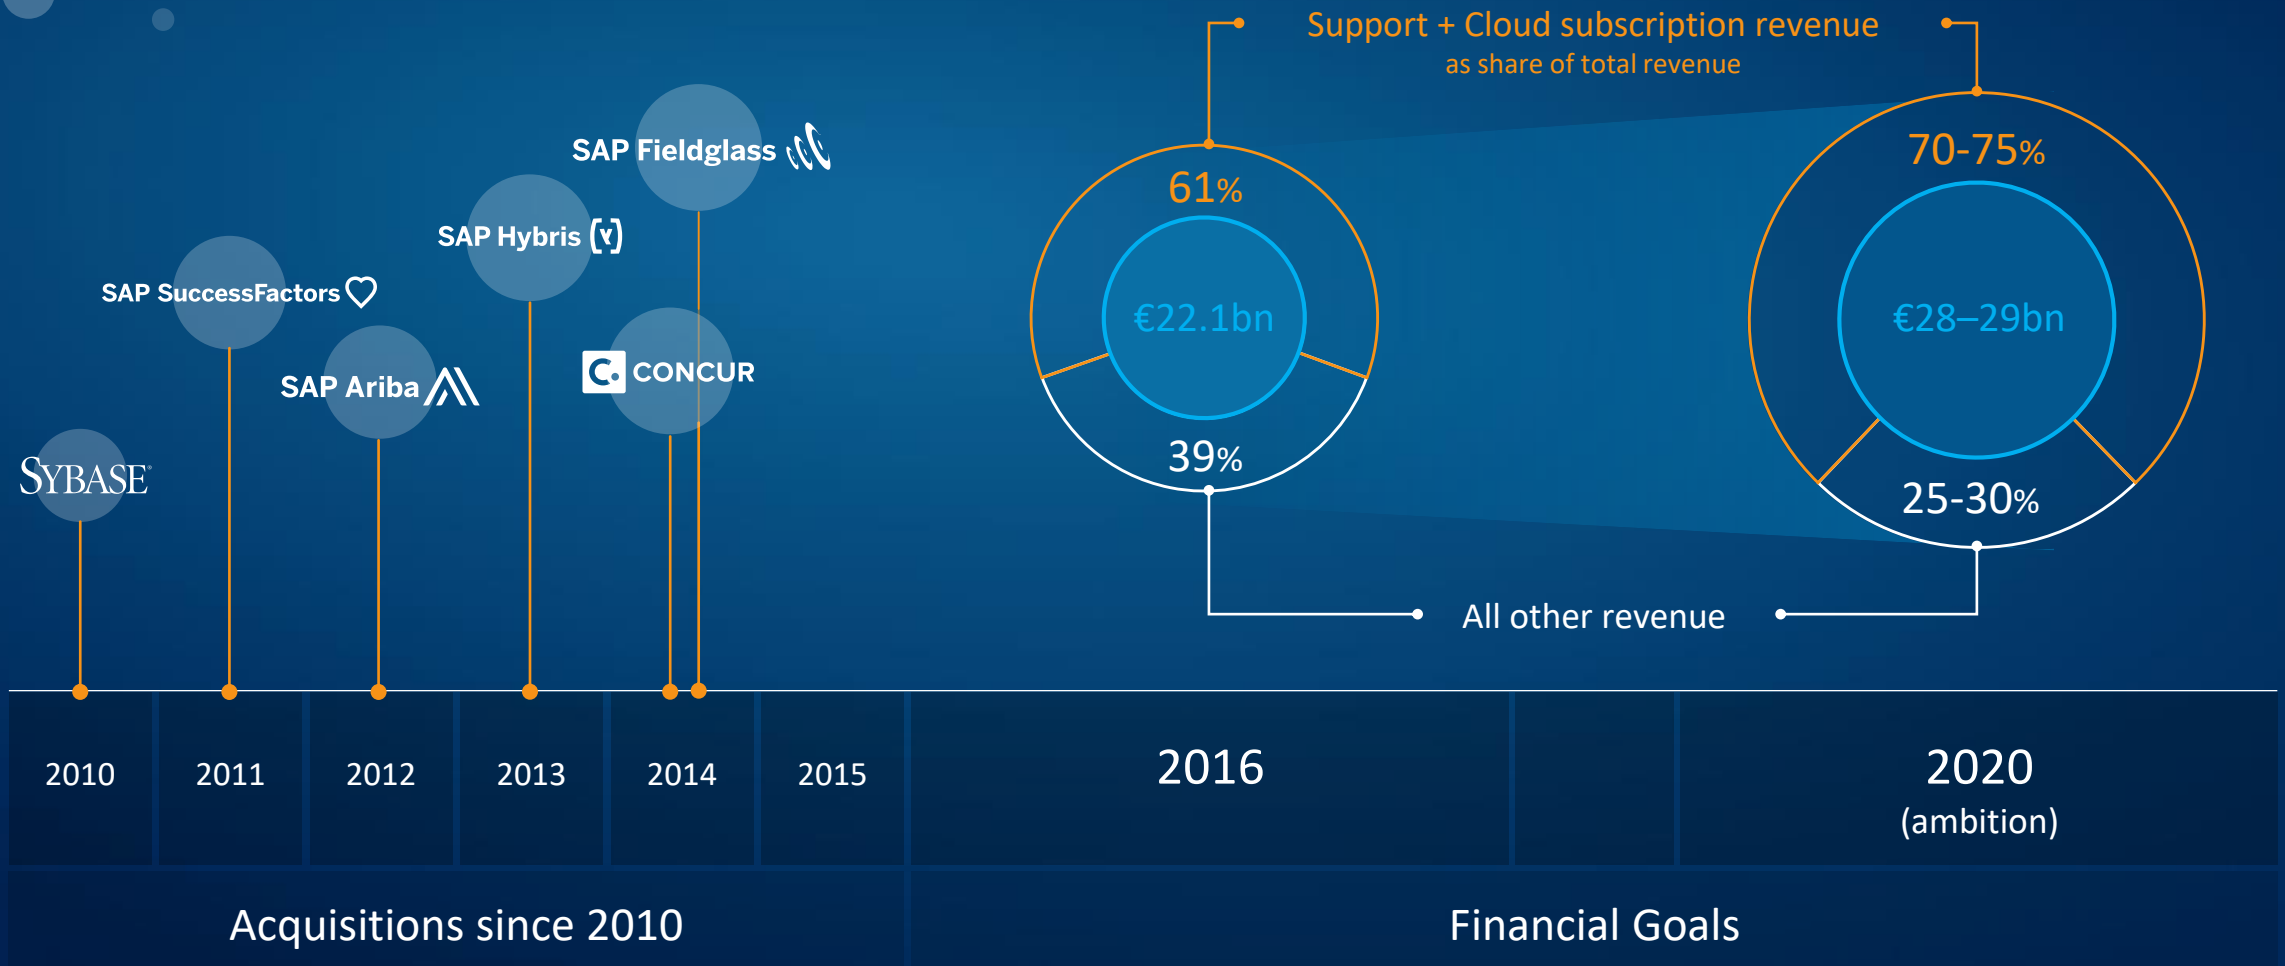 Support + Cloud subscription revenue
as share of total revenue
SAP Fieldglass
SAP Hybris
SAP SuccessFactors
SAP Ariba
C. CONCUR
SYBASE®
61%
€22.1bn
39%
70-75%
€28–29bn
25-30%
All other revenue
2010
2011
2012
2013
2014
2015
2016
2020
(ambition)
Acquisitions since 2010
Financial Goals